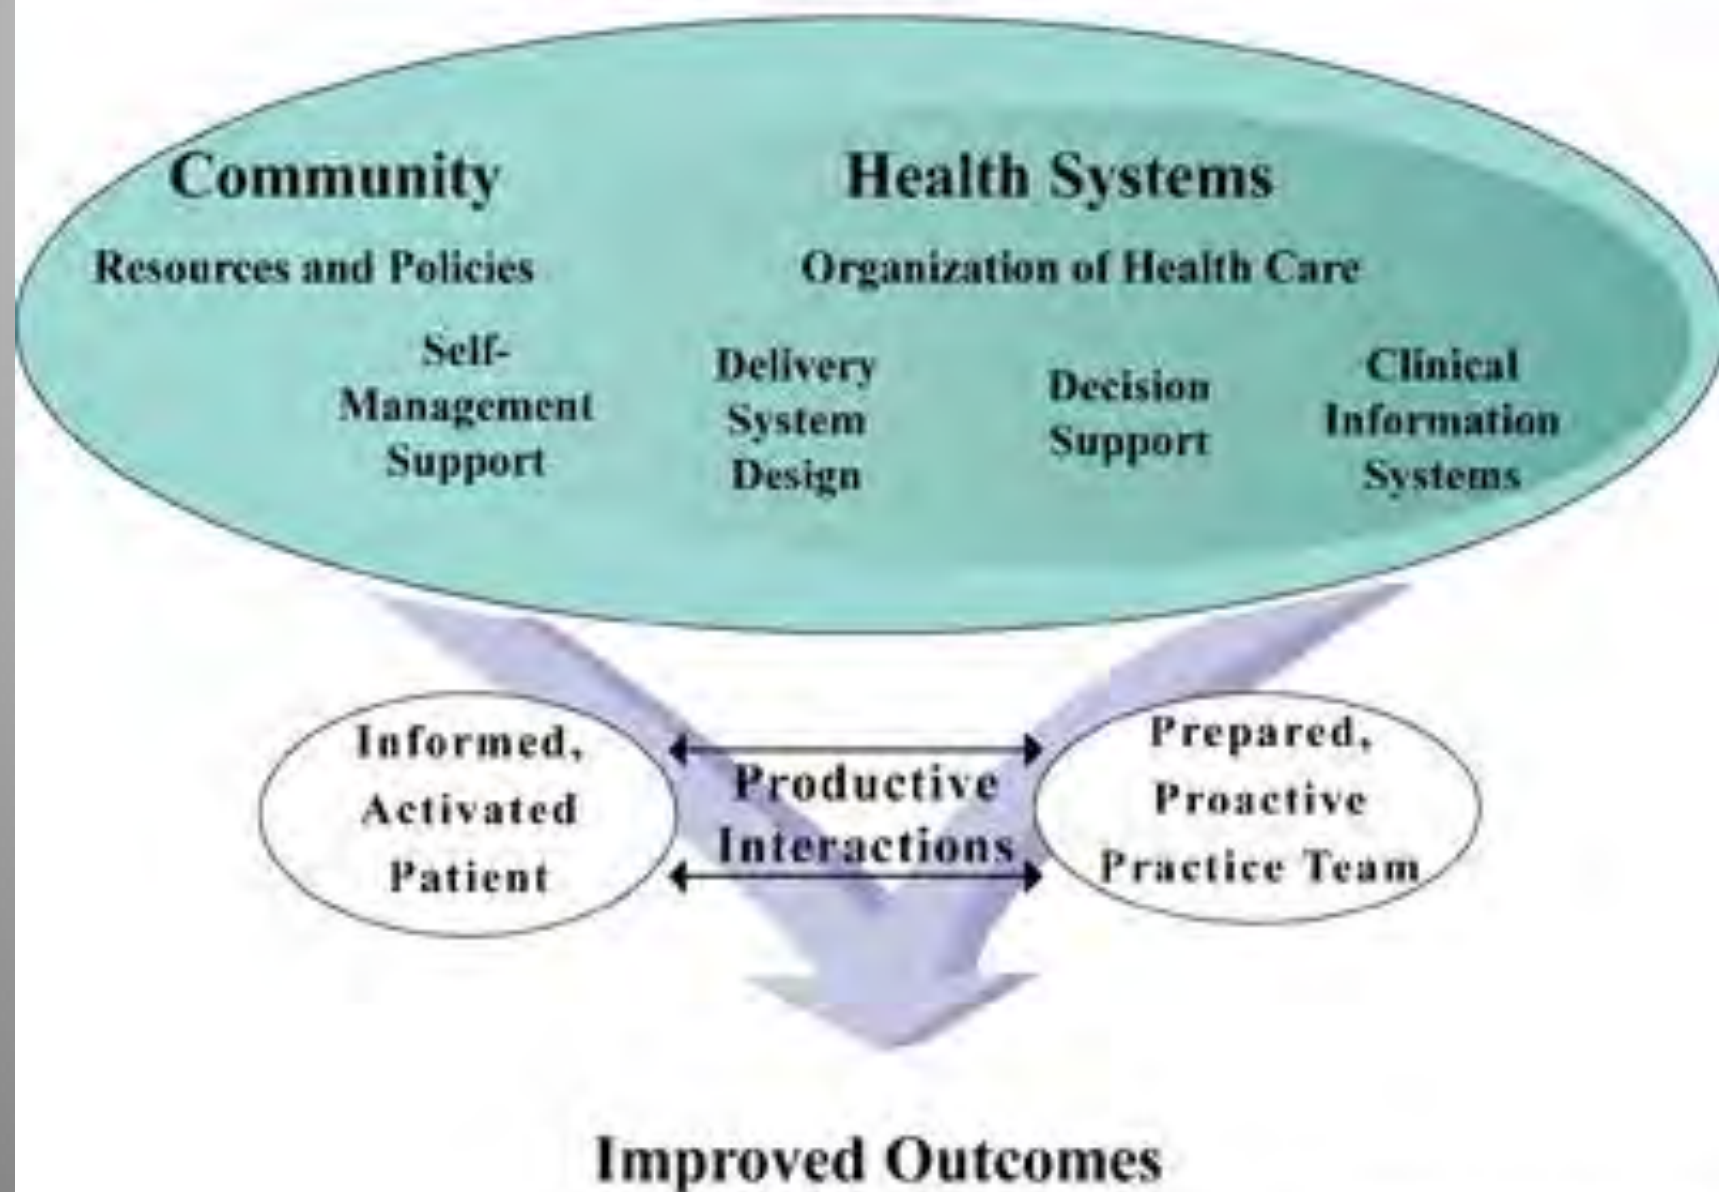 Community
Health Systems
Resources and Policies
Organization of Health Care
Self-
Management
Support
Delivery
System
Design
Decision
Support
Clinical
Information
Systems
Informed,
Activated
Patient
Productive
Interactions
Prepared,
Proactive
Practice Team
Improved Outcomes